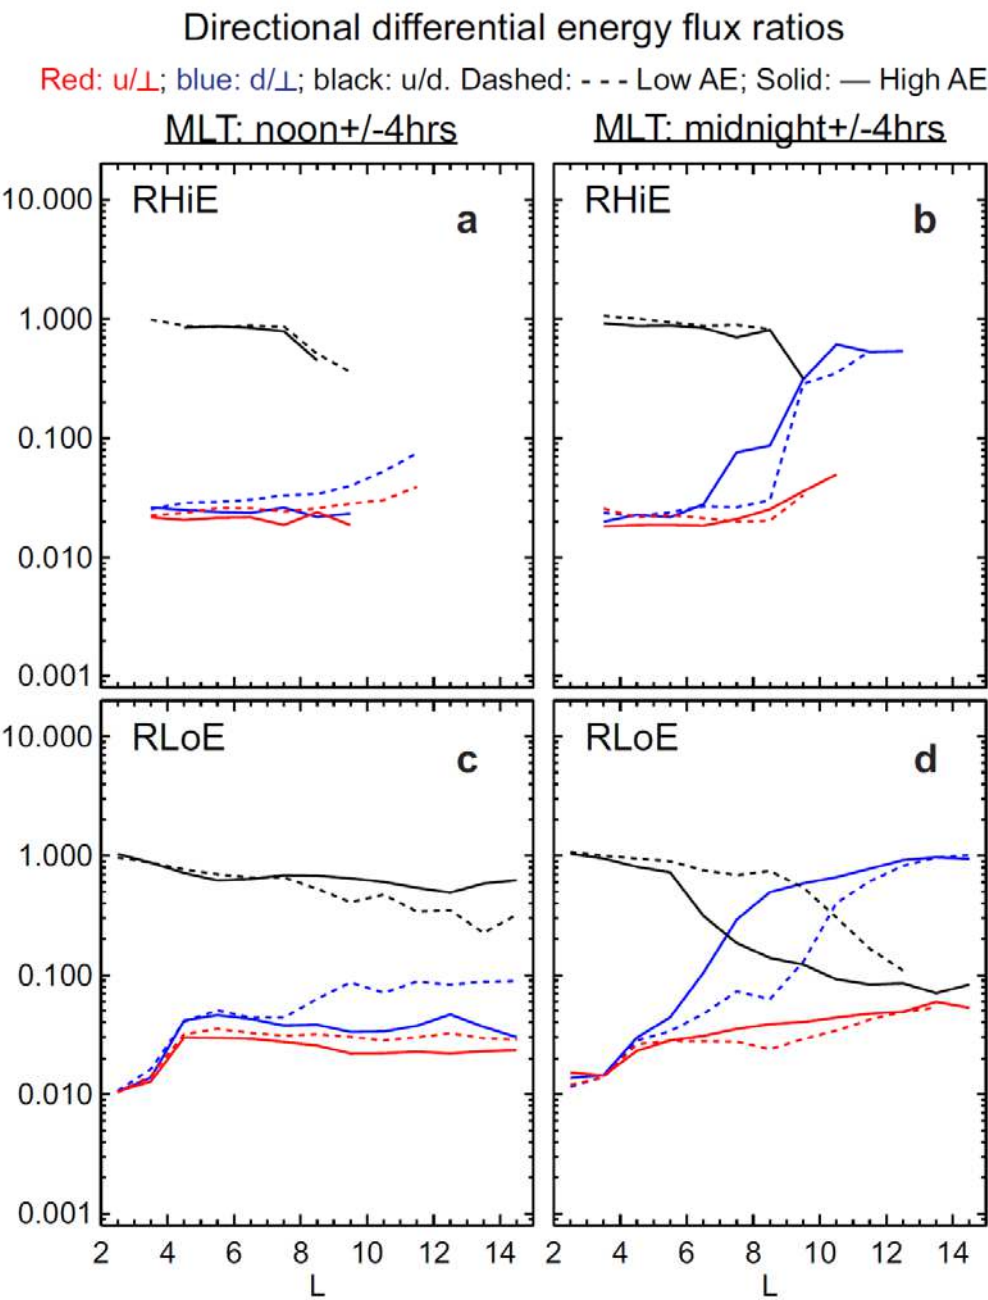 Directional differential energy flux ratios
Red: u/⊥; blue: d/⊥; black: u/d. Dashed: - - - Low AE; Solid: — High AE
MLT: noon+/-4hrs MLT: midnight+/-4hrs
RHiE a
RHiE b
10.000
1.000
0.100
0.010
0.001
RLoE c
RLoE d
10.000
1.000
0.100
0.010
0.001
2 4 6 8 10 12 14
2 4 6 8 10 12 14
L
L